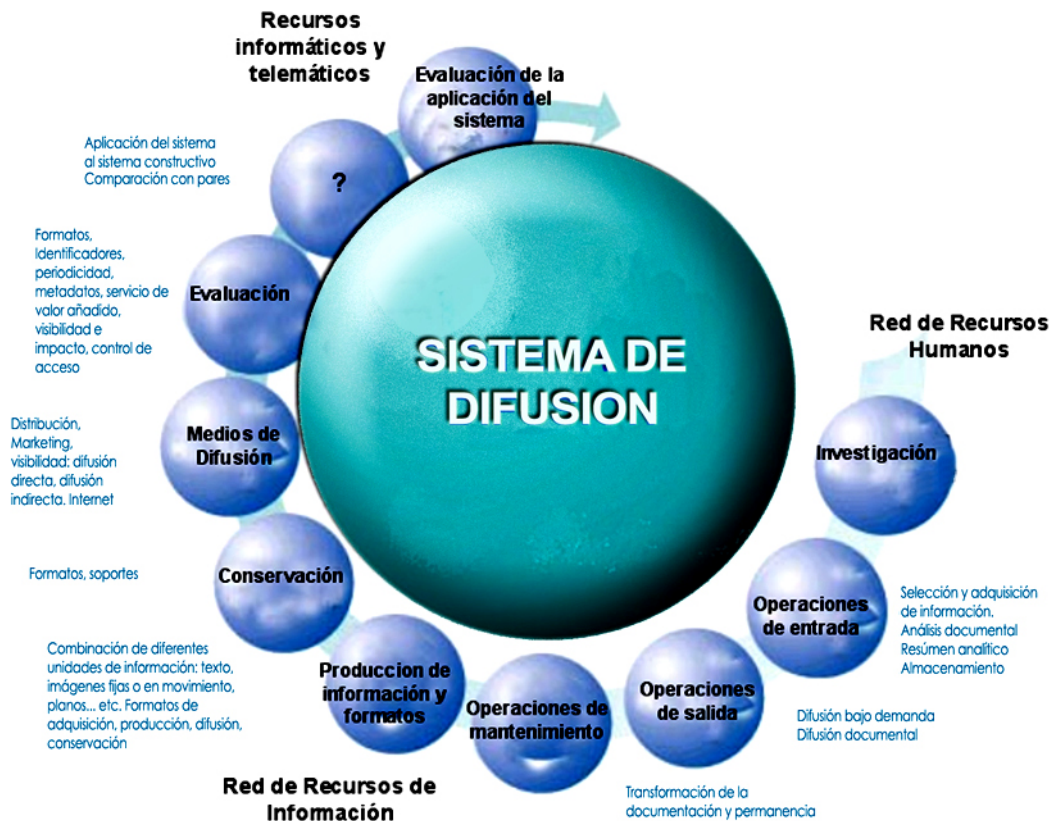 Recursos
informáticos y
telemáticos
Evaluación de la
aplicación del
sistema
Aplicación del sistema
al sistema constructivo
Comparación con pares
?
Formatos,
Identificadores,
periodicidad,
metadatos, servicio de
valor añadido,
visibilidad e
impacto, control de
acceso
Evaluación
SISTEMA DE
DIFUSION
Red de Recursos
Humanos
Distribución,
Marketing,
visibilidad: difusión
directa, difusión
indirecta. Internet
Medios de
Difusión
Investigación
Formatos, soportes
Conservación
Operaciones
de entrada
Selección y adquisición
de información.
Análisis documental
Resúmen analítico
Almacenamiento
Combinación de diferentes
unidades de información: texto,
imágenes fijas o en movimiento,
planos... etc. Formatos de
adquisición, producción, difusión,
conservación
Produccion de
información y
formatos
Operaciones de
mantenimiento
Operaciones
de salida
Difusión bajo demanda
Difusión documental
Red de Recursos de
Información
Transformación de la
documentación y permanencia